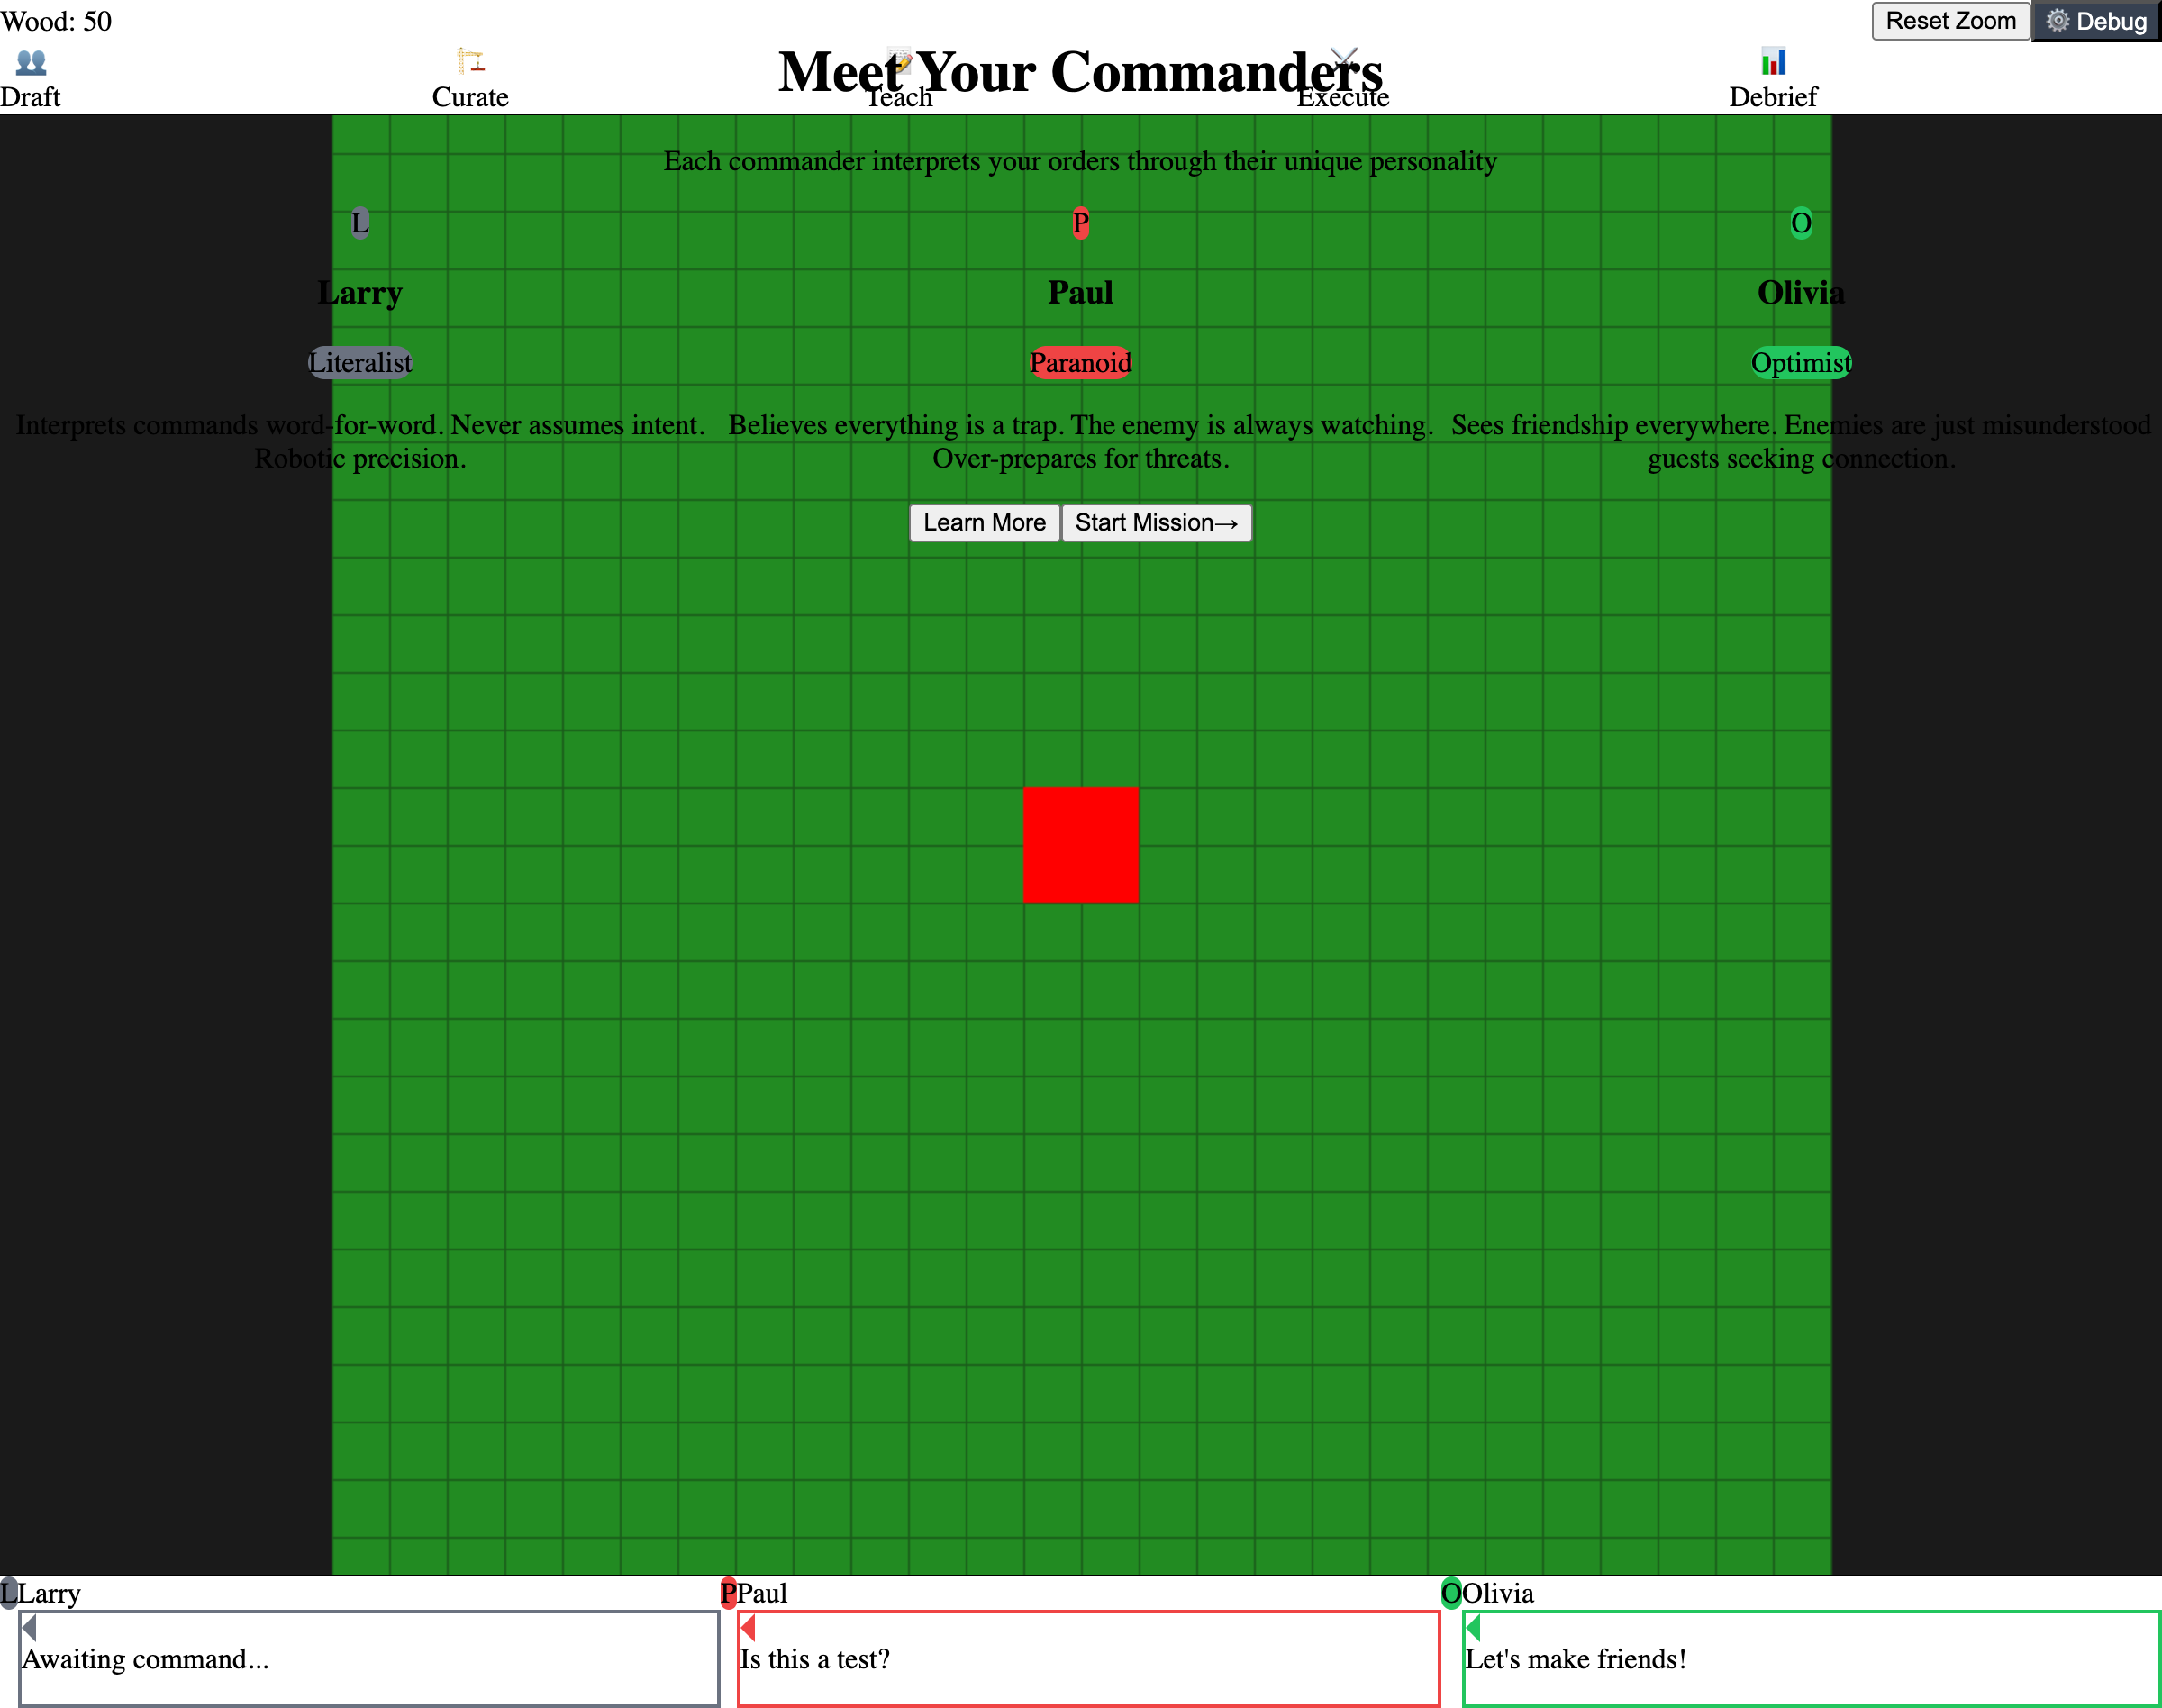 Wood: 50
Reset Zoom
⚙️ Debug
Draft
Curate
Teach
Execute
Debrief
Meet Your Commanders
Each commander interprets your orders through their unique personality
L
P
O
Larry
Paul
Olivia
Literalist
Paranoid
Optimist
Interprets commands word-for-word. Never assumes intent.
Robotic precision.
Believes everything is a trap. The enemy is always watching.
Over-prepares for threats.
Sees friendship everywhere. Enemies are just misunderstood
guests seeking connection.
Learn More
Start Mission→
L Larry
Awaiting command...
P Paul
Is this a test?
O Olivia
Let's make friends!